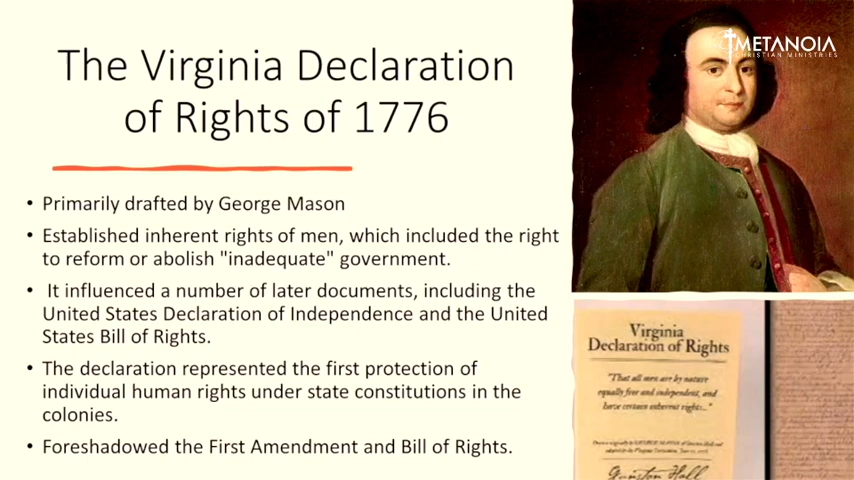 The Virginia Declaration
of Rights of 1776
• Primarily drafted by George Mason
• Established inherent rights of men, which included the right
to reform or abolish "inadequate" government.
• It influenced a number of later documents, including the
United States Declaration of Independence and the United
States Bill of Rights.
• The declaration represented the first protection of
individual human rights under state constitutions in the
colonies.
• Foreshadowed the First Amendment and Bill of Rights.
METANOIA
CHRISTIAN MINISTRIES
Virginia
Declaration of Rights
"That all men are by nature
equally free and independent, and
have certain inherent rights..."
Gunston Hall